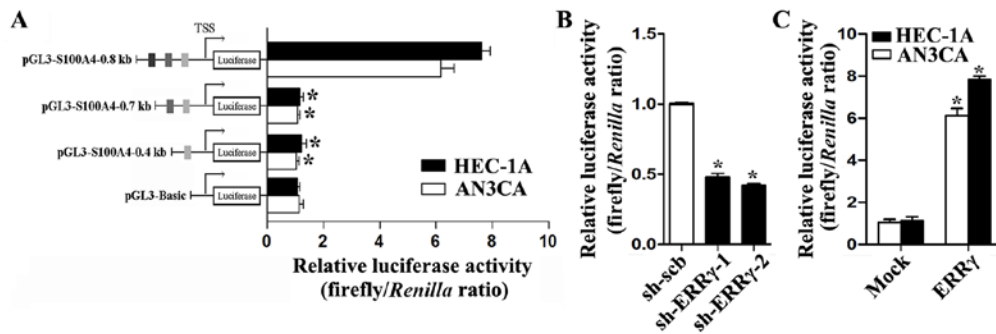 A
TSS
pGL3-S100A4-0.8 kb
Luciferase
pGL3-S100A4-0.7 kb
Luciferase
pGL3-S100A4-0.4 kb
Luciferase
pGL3-Basic
Luciferase
*
*
*
*
HEC-1A
AN3CA
0 2 4 6 8 10
Relative luciferase activity
(firefly/Renilla ratio)
B
Relative luciferase activity
(firefly/Renilla ratio)
1.5
1.0
0.5
0.0
*
*
sh-scb
sh-ERRγ-1
sh-ERRγ-2
C
HEC-1A
AN3CA
Relative luciferase activity
(firefly/Renilla ratio)
10
8
6
4
2
0
*
*
Mock
ERRγ